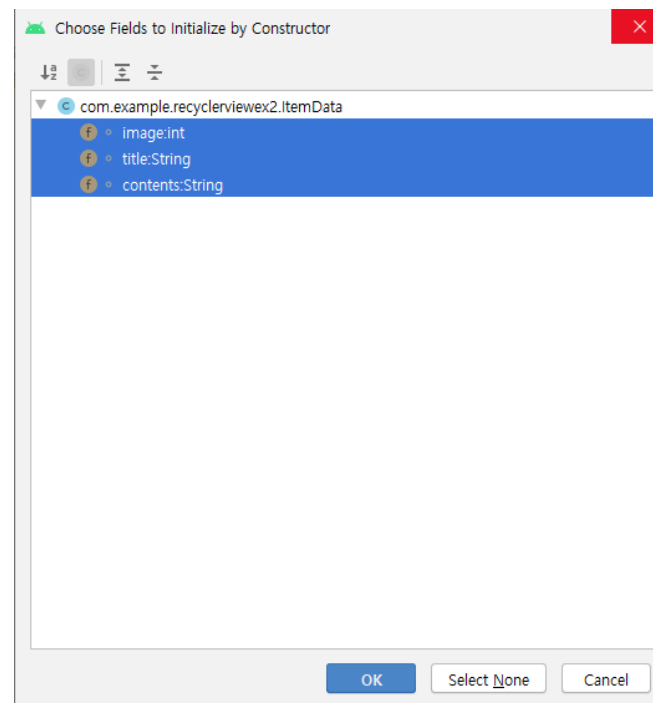 Choose Fields to Initialize by Constructor
com.example.recyclerviewex2.ItemData
image:int
title:String
contents:String
OK Select None Cancel